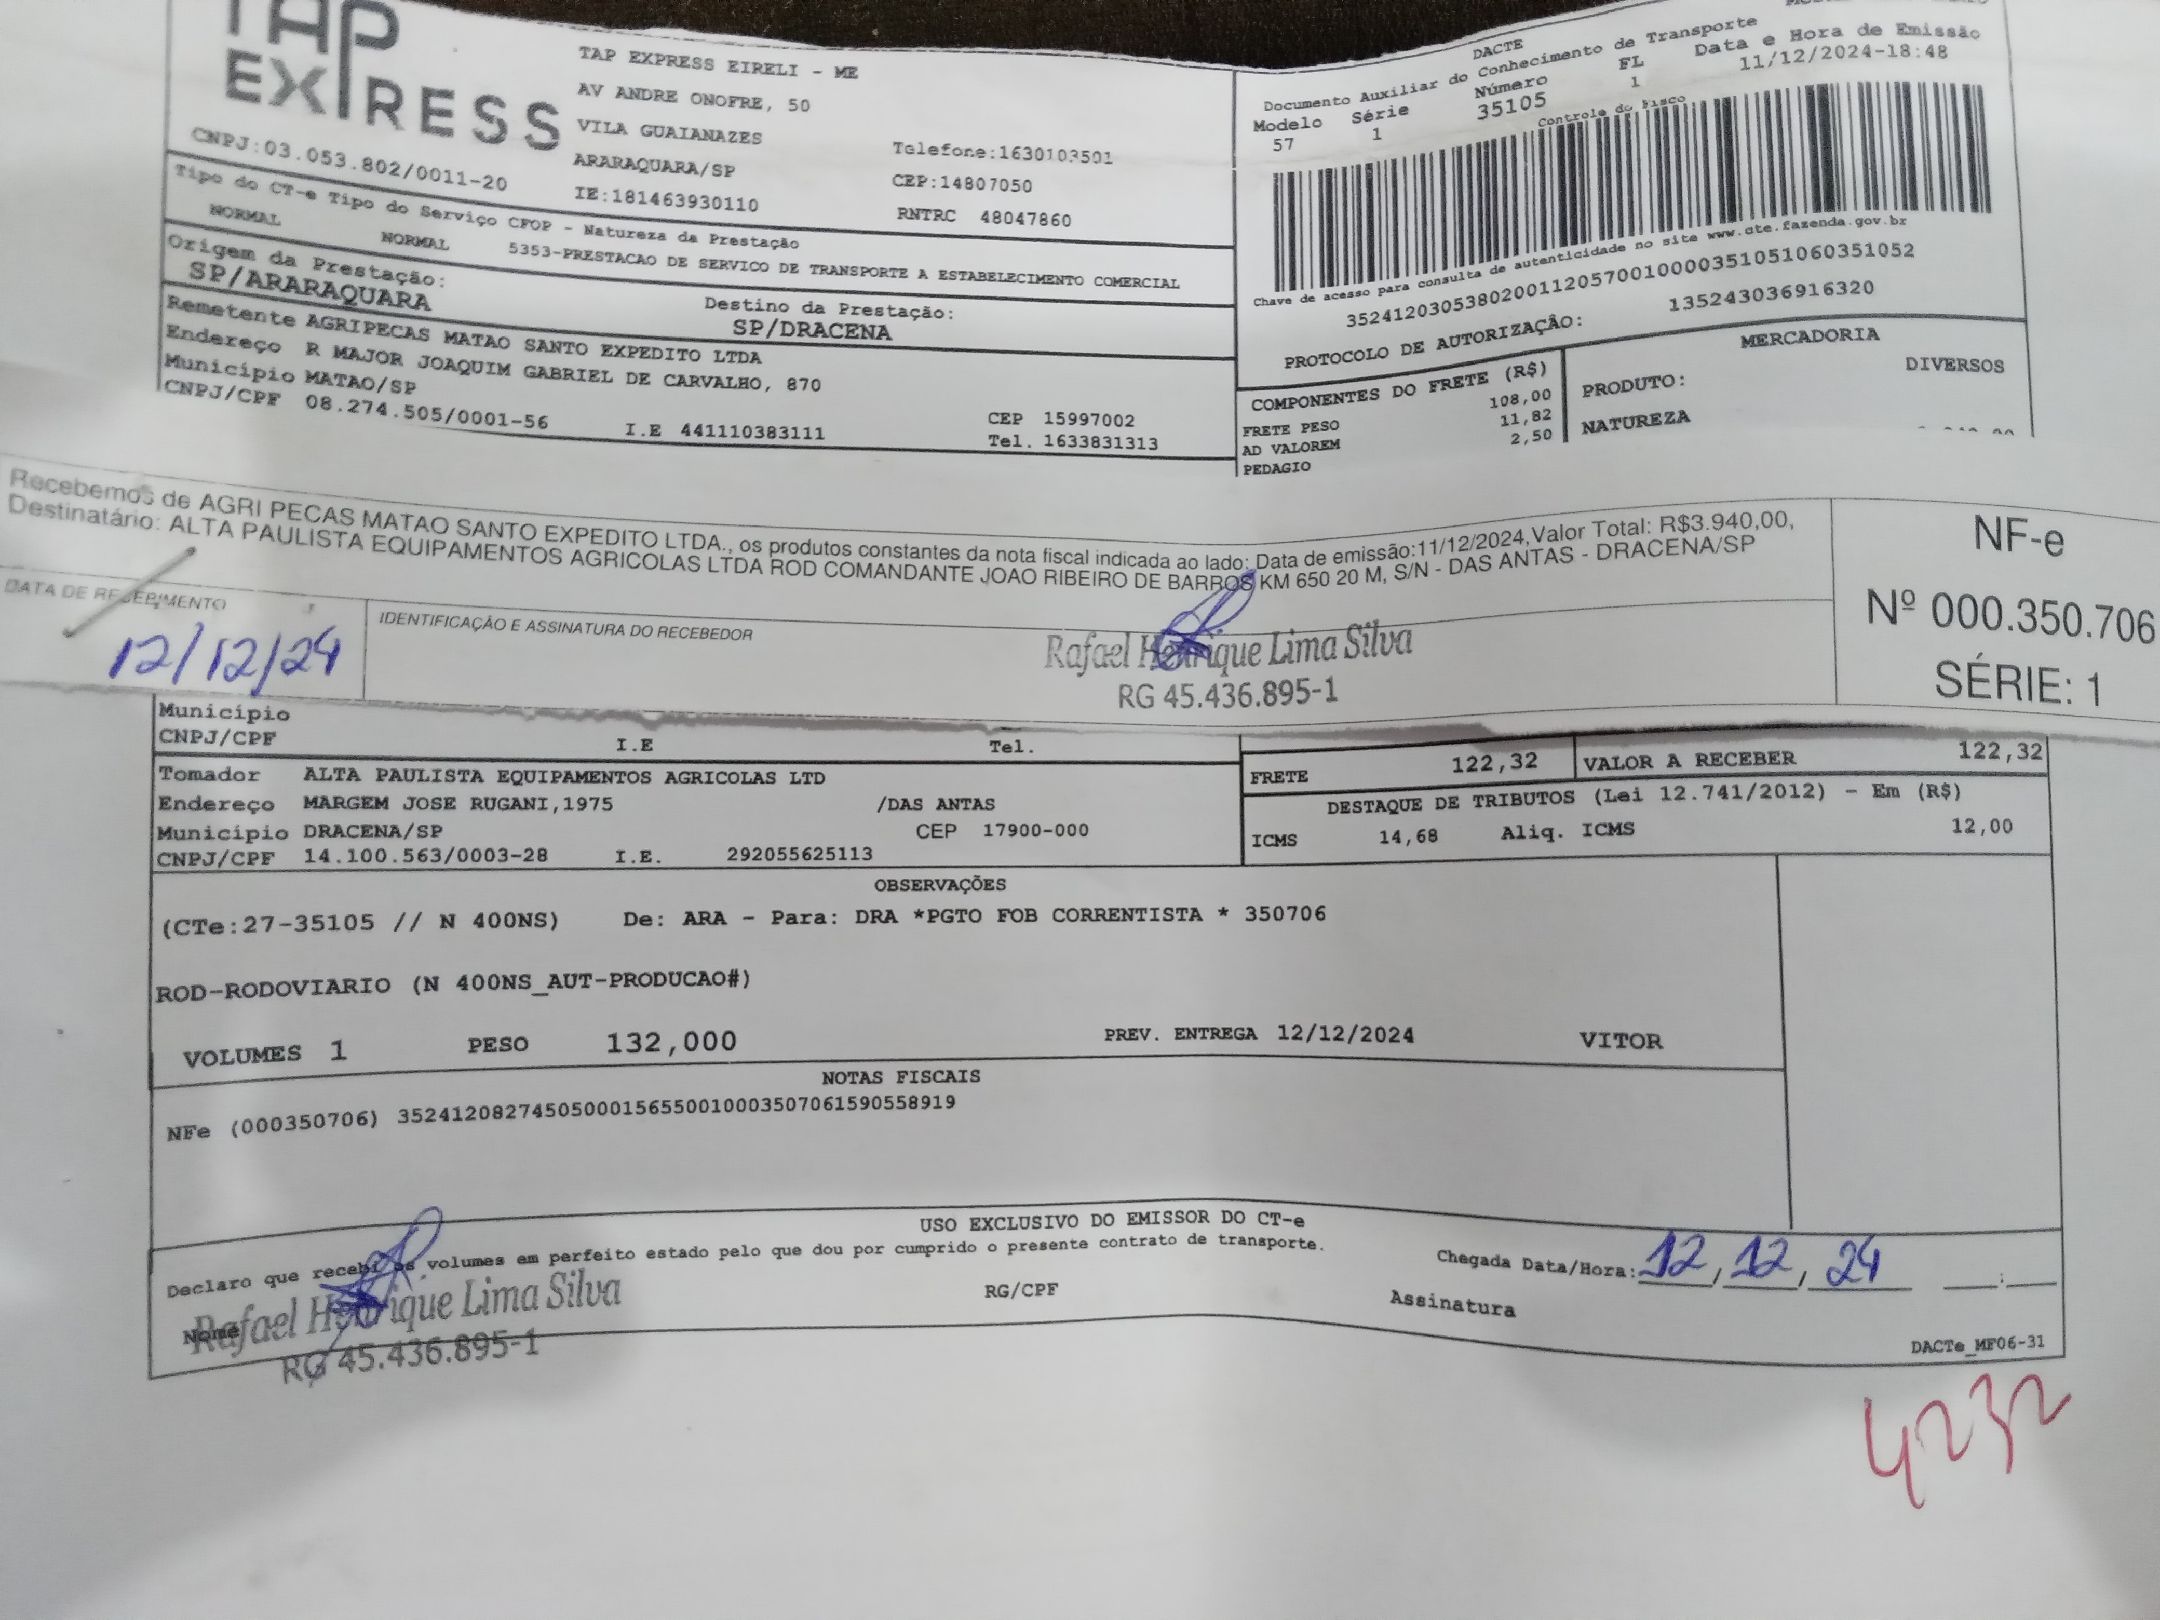 TAP
EXPRESS
CNPJ:03.053.802/0011-20
TAP EXPRESS EIRELI - ME
AV ANDRE ONOFRE, 50
VILA GUAIANAZES
ARARAQUARA/SP
IE:181463930110
Telefone:1630103501
CEP:14807050
RNTRC 48047860
DACTE
Documento Auxiliar do Conhecimento de Transporte
Modelo Série Número FL Data e Hora de Emissão
57 1 35105 1 11/12/2024-18:48
Controle do Fisco
Chave de acesso para consulta de autenticidade no site www.cte.fazenda.gov.br
35241203053802001120570010000351051060351052
PROTOCOLO DE AUTORIZAÇÃO: 135243036916320
Tipo do CT-e Tipo do Serviço CFOP - Natureza da Prestação
NORMAL NORMAL 5353-PRESTACAO DE SERVICO DE TRANSPORTE A ESTABELECIMENTO COMERCIAL
Origem da Prestação: Destino da Prestação:
SP/ARARAQUARA SP/DRACENA
Remetente AGRIPECAS MATAO SANTO EXPEDITO LTDA
Endereço R MAJOR JOAQUIM GABRIEL DE CARVALHO, 870
Município MATAO/SP CEP 15997002
CNPJ/CPF 08.274.505/0001-56 I.E 441110383111 Tel. 1633831313
COMPONENTES DO FRETE (R$)
FRETE PESO 108,00
AD VALOREM 11,82
PEDAGIO 2,50
MERCADORIA
PRODUTO: DIVERSOS
NATUREZA
Recebemos de AGRI PECAS MATAO SANTO EXPEDITO LTDA., os produtos constantes da nota fiscal indicada ao lado; Data de emissão:11/12/2024,Valor Total: R$3.940,00,
Destinatário: ALTA PAULISTA EQUIPAMENTOS AGRICOLAS LTDA ROD COMANDANTE JOAO RIBEIRO DE BARROS KM 650 20 M, S/N - DAS ANTAS - DRACENA/SP
DATA DE RECEBIMENTO
12/12/24
IDENTIFICAÇÃO E ASSINATURA DO RECEBEDOR
Rafael Henrique Lima Silva
RG 45.436.895-1
NF-e
Nº 000.350.706
SÉRIE: 1
Município
CNPJ/CPF I.E Tel.
Tomador ALTA PAULISTA EQUIPAMENTOS AGRICOLAS LTD
Endereço MARGEM JOSE RUGANI,1975 /DAS ANTAS
Município DRACENA/SP CEP 17900-000
CNPJ/CPF 14.100.563/0003-28 I.E. 292055625113
FRETE 122,32 VALOR A RECEBER 122,32
DESTAQUE DE TRIBUTOS (Lei 12.741/2012) - Em (R$)
ICMS 14,68 Aliq. ICMS 12,00
OBSERVAÇÕES
(CTe:27-35105 // N 400NS) De: ARA - Para: DRA *PGTO FOB CORRENTISTA * 350706
ROD-RODOVIARIO (N 400NS_AUT-PRODUCAO#)
VOLUMES 1 PESO 132,000 PREV. ENTREGA 12/12/2024 VITOR
NOTAS FISCAIS
NFe (000350706) 35241208274505000156550010003507061590558919
USO EXCLUSIVO DO EMISSOR DO CT-e
Declaro que recebi os volumes em perfeito estado pelo que dou por cumprido o presente contrato de transporte.
Chegada Data/Hora: 12, 12, 24 :
Nome RG/CPF Assinatura
Rafael Henrique Lima Silva
RG 45.436.895-1
DACTe_MF06-31
4232